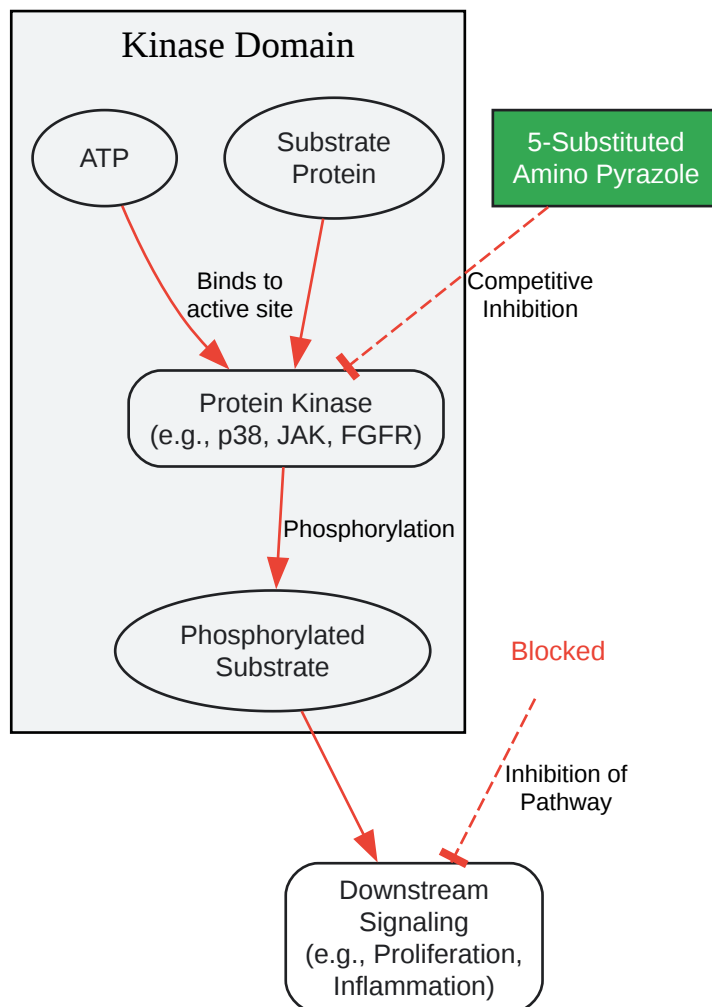 Kinase Domain
ATP
Substrate
Protein
5-Substituted
Amino Pyrazole
Binds to
active site
Competitive
Inhibition
Protein Kinase
(e.g., p38, JAK, FGFR)
Phosphorylation
Phosphorylated
Substrate
Blocked
Inhibition of
Pathway
Downstream
Signaling
(e.g., Proliferation,
Inflammation)